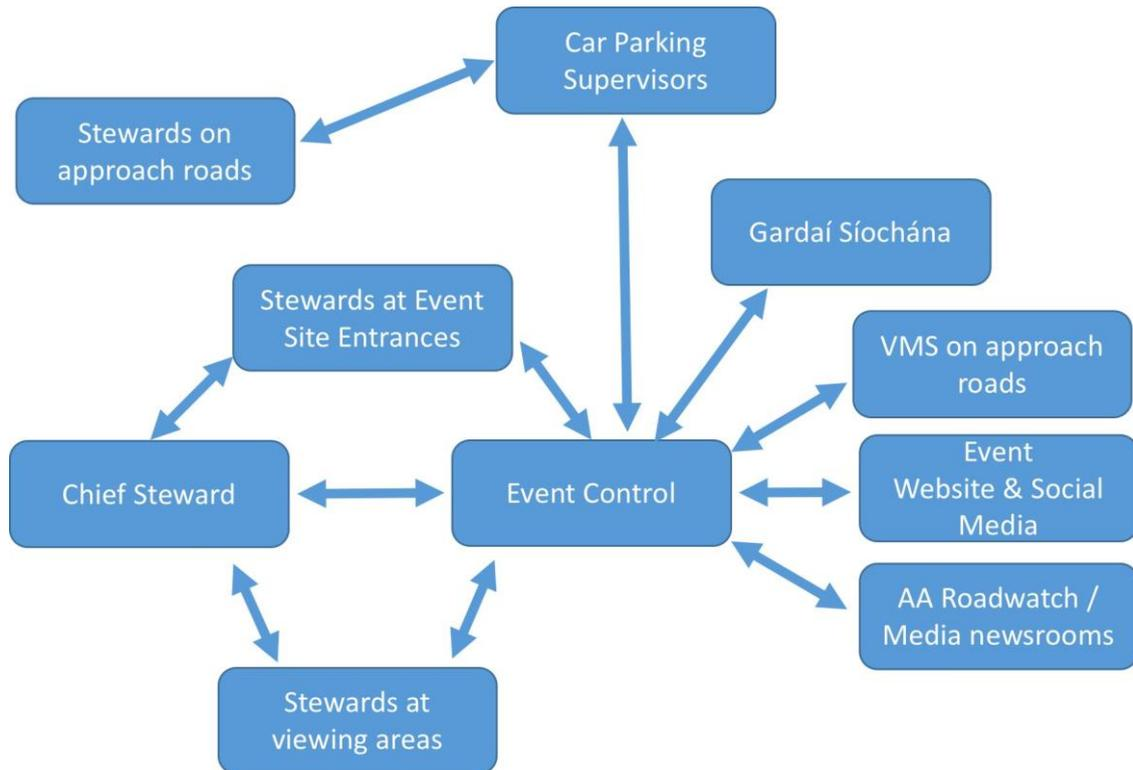 Car Parking
Supervisors
Stewards on
approach roads
Gardaí Síochána
Stewards at Event
Site Entrances
VMS on approach
roads
Chief Steward
Event Control
Event
Website & Social
Media
AA Roadwatch /
Media newsrooms
Stewards at
viewing areas